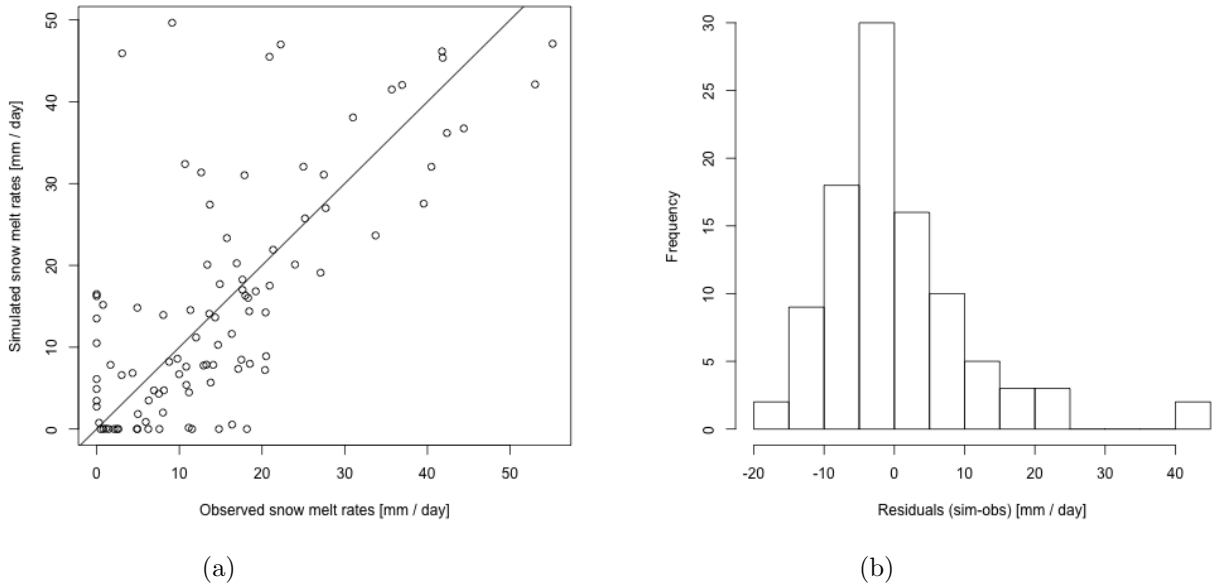 50
40
30
20
10
0
Simulated snow melt rates [mm / day]
0 10 20 30 40 50
Observed snow melt rates [mm / day]
(a)
30
25
20
15
10
5
0
Frequency
-20 -10 0 10 20 30 40
Residuals (sim-obs) [mm / day]
(b)